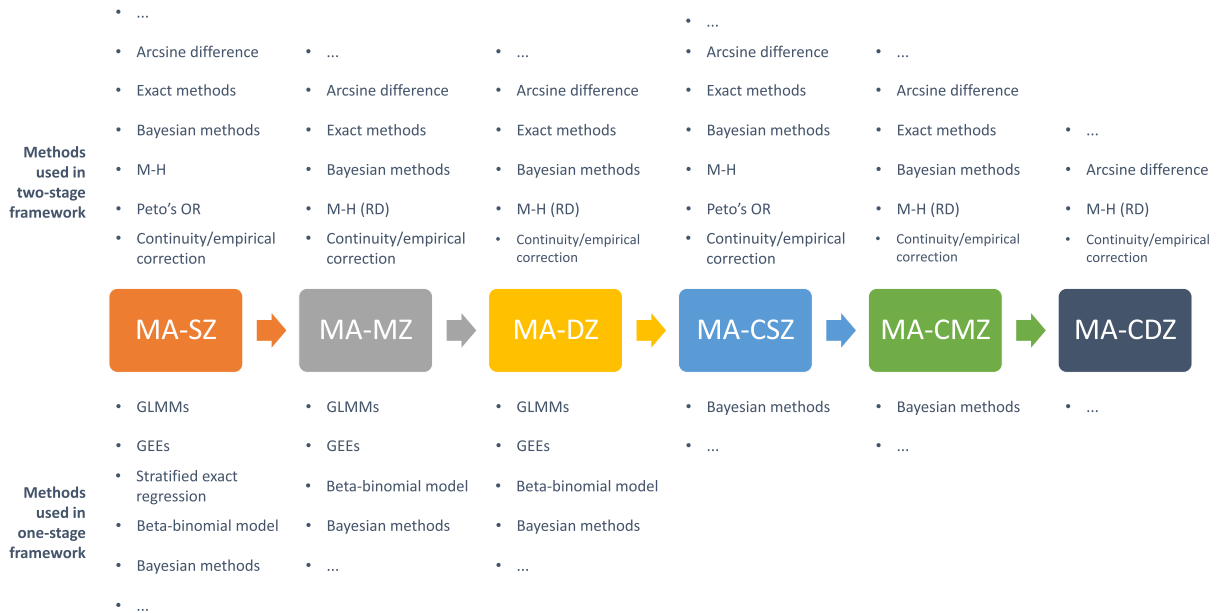 Methods
used in
two-stage
framework
• ...
• Arcsine difference
• Exact methods
• Bayesian methods
• M-H
• Peto's OR
• Continuity/empirical
correction
• ...
• Arcsine difference
• Exact methods
• Bayesian methods
• M-H (RD)
• Continuity/empirical
correction
• ...
• Arcsine difference
• Exact methods
• Bayesian methods
• M-H (RD)
• Continuity/empirical
correction
• ...
• Arcsine difference
• Exact methods
• Bayesian methods
• M-H
• Peto's OR
• Continuity/empirical
correction
• ...
• Arcsine difference
• Exact methods
• Bayesian methods
• M-H (RD)
• Continuity/empirical
correction
• ...
• Arcsine difference
• M-H (RD)
• Continuity/empirical
correction
MA-SZ
MA-MZ
MA-DZ
MA-CSZ
MA-CMZ
MA-CDZ
Methods
used in
one-stage
framework
• GLMMs
• GEEs
• Stratified exact
regression
• Beta-binomial model
• Bayesian methods
• ...
• GLMMs
• GEEs
• Beta-binomial model
• Bayesian methods
• ...
• GLMMs
• GEEs
• Beta-binomial model
• Bayesian methods
• ...
• Bayesian methods
• ...
• Bayesian methods
• ...
• ...